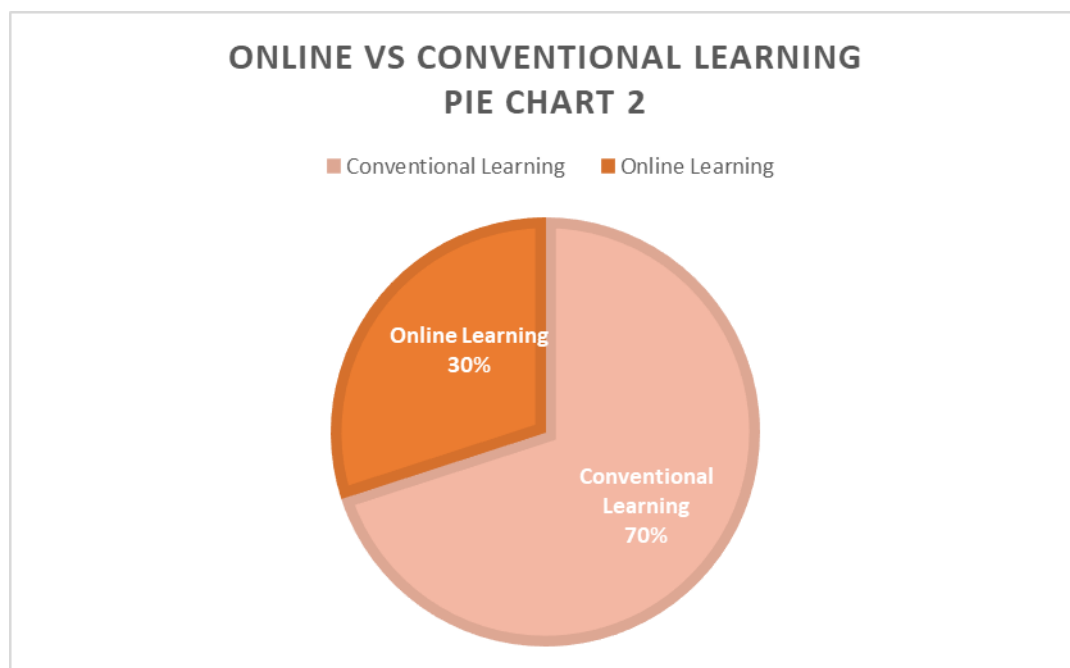 ONLINE VS CONVENTIONAL LEARNING
PIE CHART 2
Conventional Learning
Online Learning
Online Learning
30%
Conventional
Learning
70%